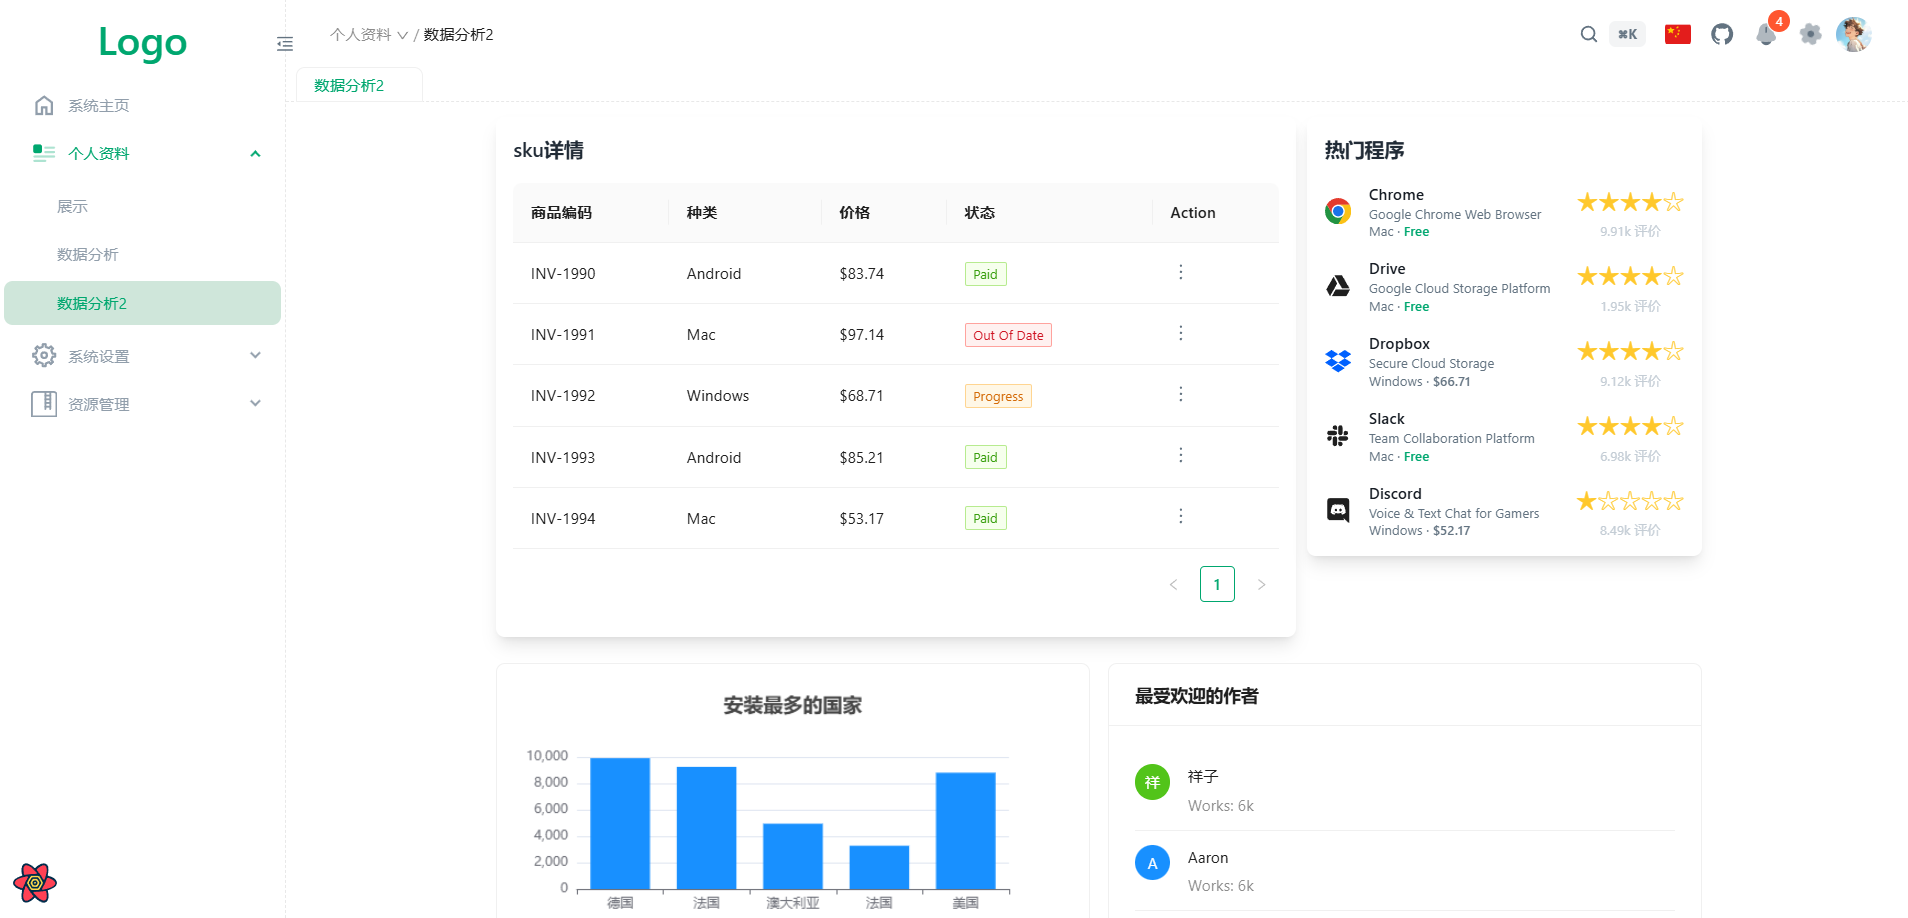 Logo
系统主页
个人资料
展示
数据分析
数据分析2
系统设置
资源管理
个人资料 / 数据分析2
⌘K
4
数据分析2
sku详情
商品编码 种类 价格 状态 Action
INV-1990 Android $83.74 Paid
INV-1991 Mac $97.14 Out Of Date
INV-1992 Windows $68.71 Progress
INV-1993 Android $85.21 Paid
INV-1994 Mac $53.17 Paid
1
热门程序
Chrome
Google Chrome Web Browser
Mac · Free
9.91k 评价
Drive
Google Cloud Storage Platform
Mac · Free
1.95k 评价
Dropbox
Secure Cloud Storage
Windows · $66.71
9.12k 评价
Slack
Team Collaboration Platform
Mac · Free
6.98k 评价
Discord
Voice & Text Chat for Gamers
Windows · $52.17
8.49k 评价
安装最多的国家
10,000
8,000
6,000
4,000
2,000
0
德国 法国 澳大利亚 法国 美国
最受欢迎的作者
祥 祥子
Works: 6k
A Aaron
Works: 6k